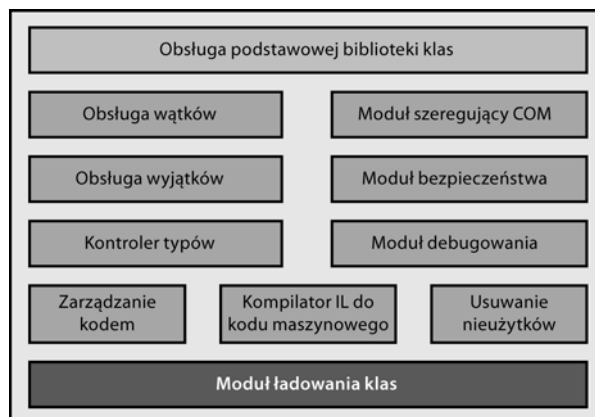 Obsługa podstawowej biblioteki klas
Obsługa wątków
Moduł szeregujący COM
Obsługa wyjątków
Moduł bezpieczeństwa
Kontroler typów
Moduł debugowania
Zarządzanie
kodem
Kompilator IL do
kodu maszynowego
Usuwanie
nieużytków
Moduł ładowania klas